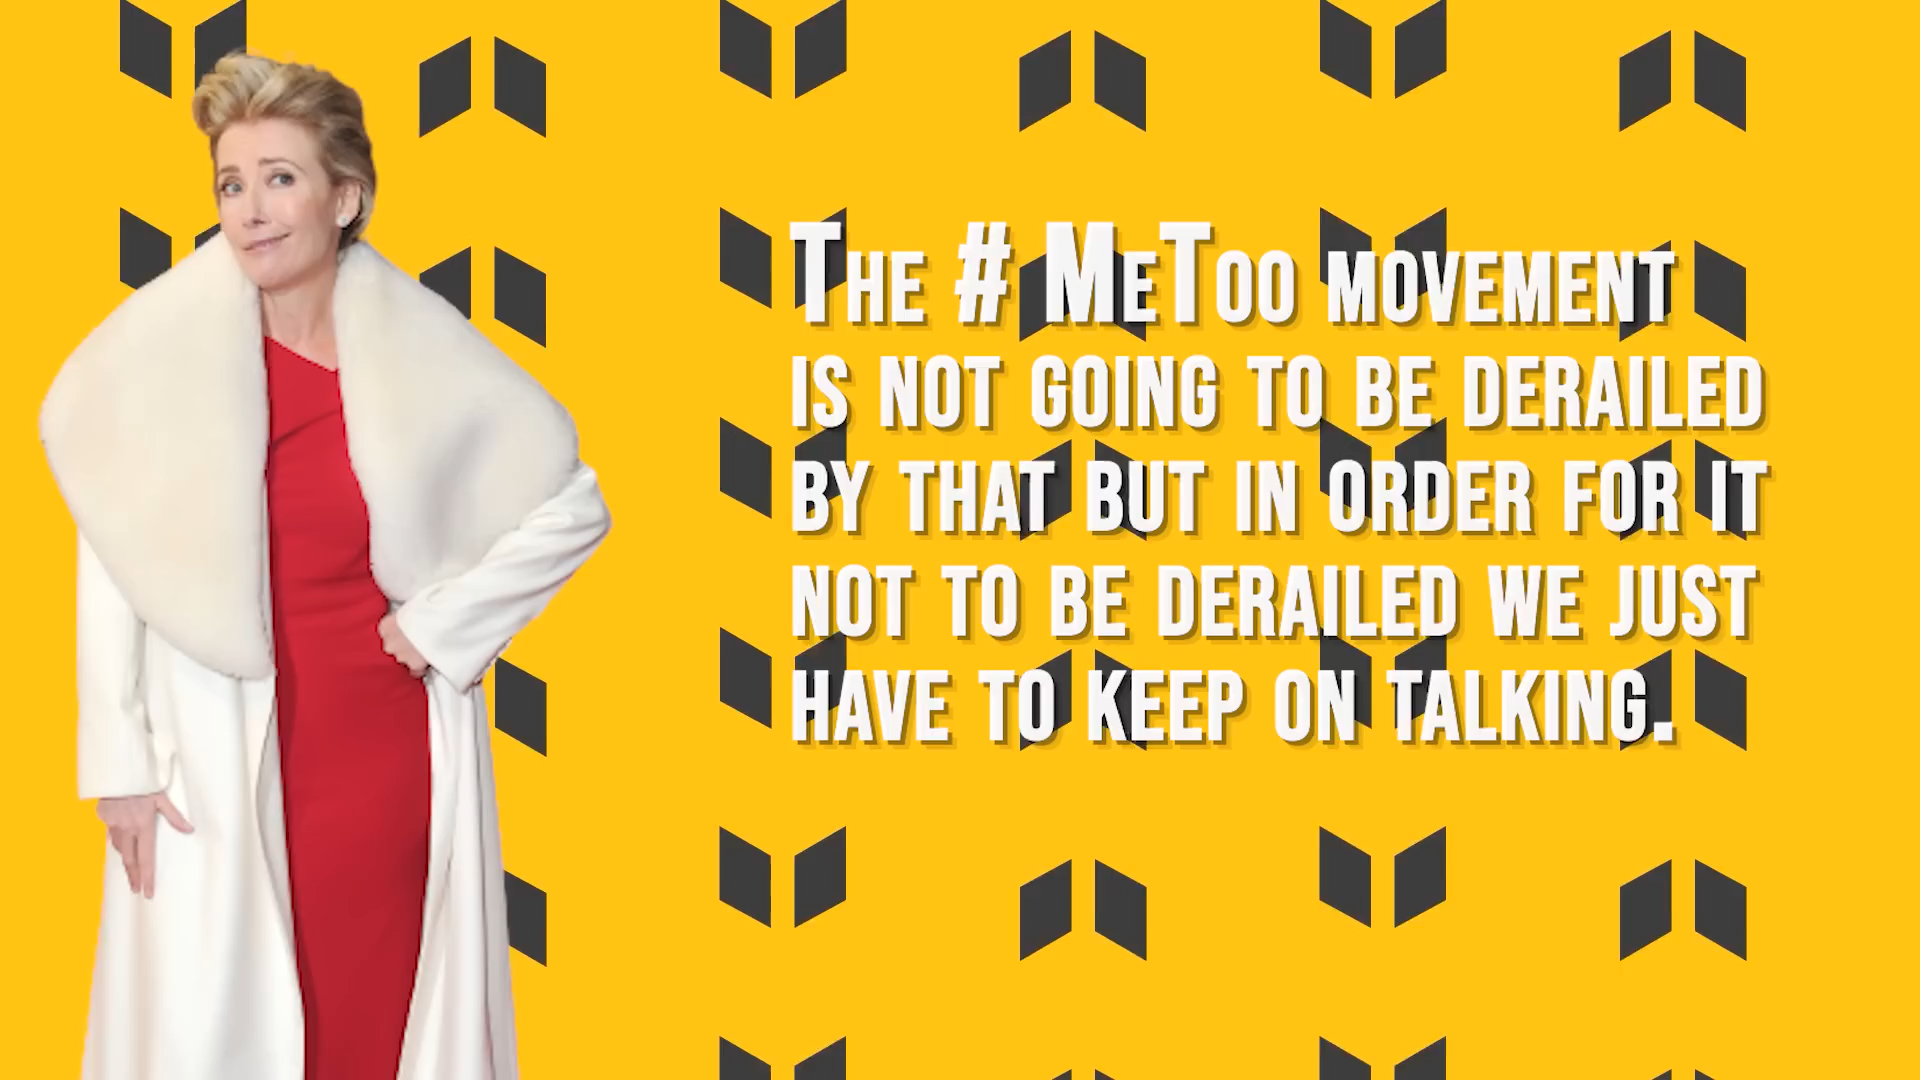 The # MeToo movement
is not going to be derailed
by that but in order for it
not to be derailed we just
have to keep on talking.